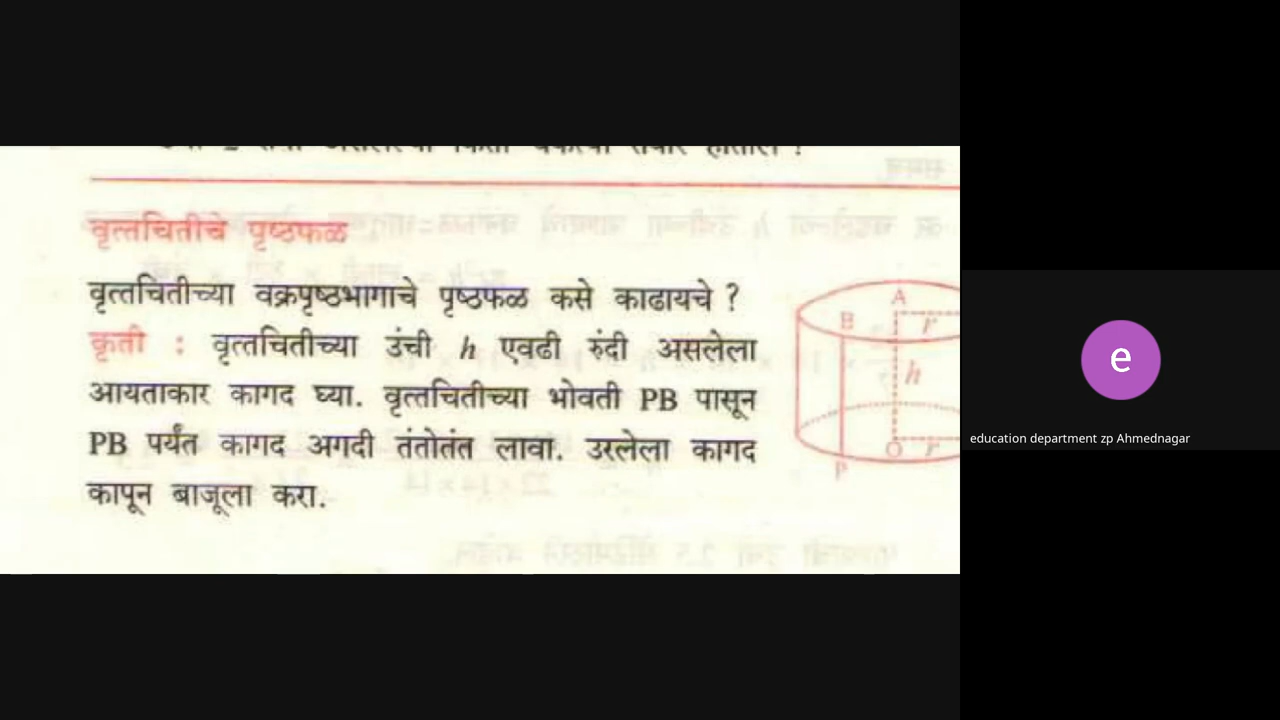 वृत्तचितीचे पृष्ठफळ
वृत्तचितीच्या वक्रपृष्ठभागाचे पृष्ठफळ कसे काढायचे ?
कृती : वृत्तचितीच्या उंची h एवढी रुंदी असलेला
आयताकार कागद घ्या. वृत्तचितीच्या भोवती PB पासून
PB पर्यंत कागद अगदी तंतोतंत लावा. उरलेला कागद
कापून बाजूला करा.
A
B
r
h
O
r
P
e
education department zp Ahmednagar